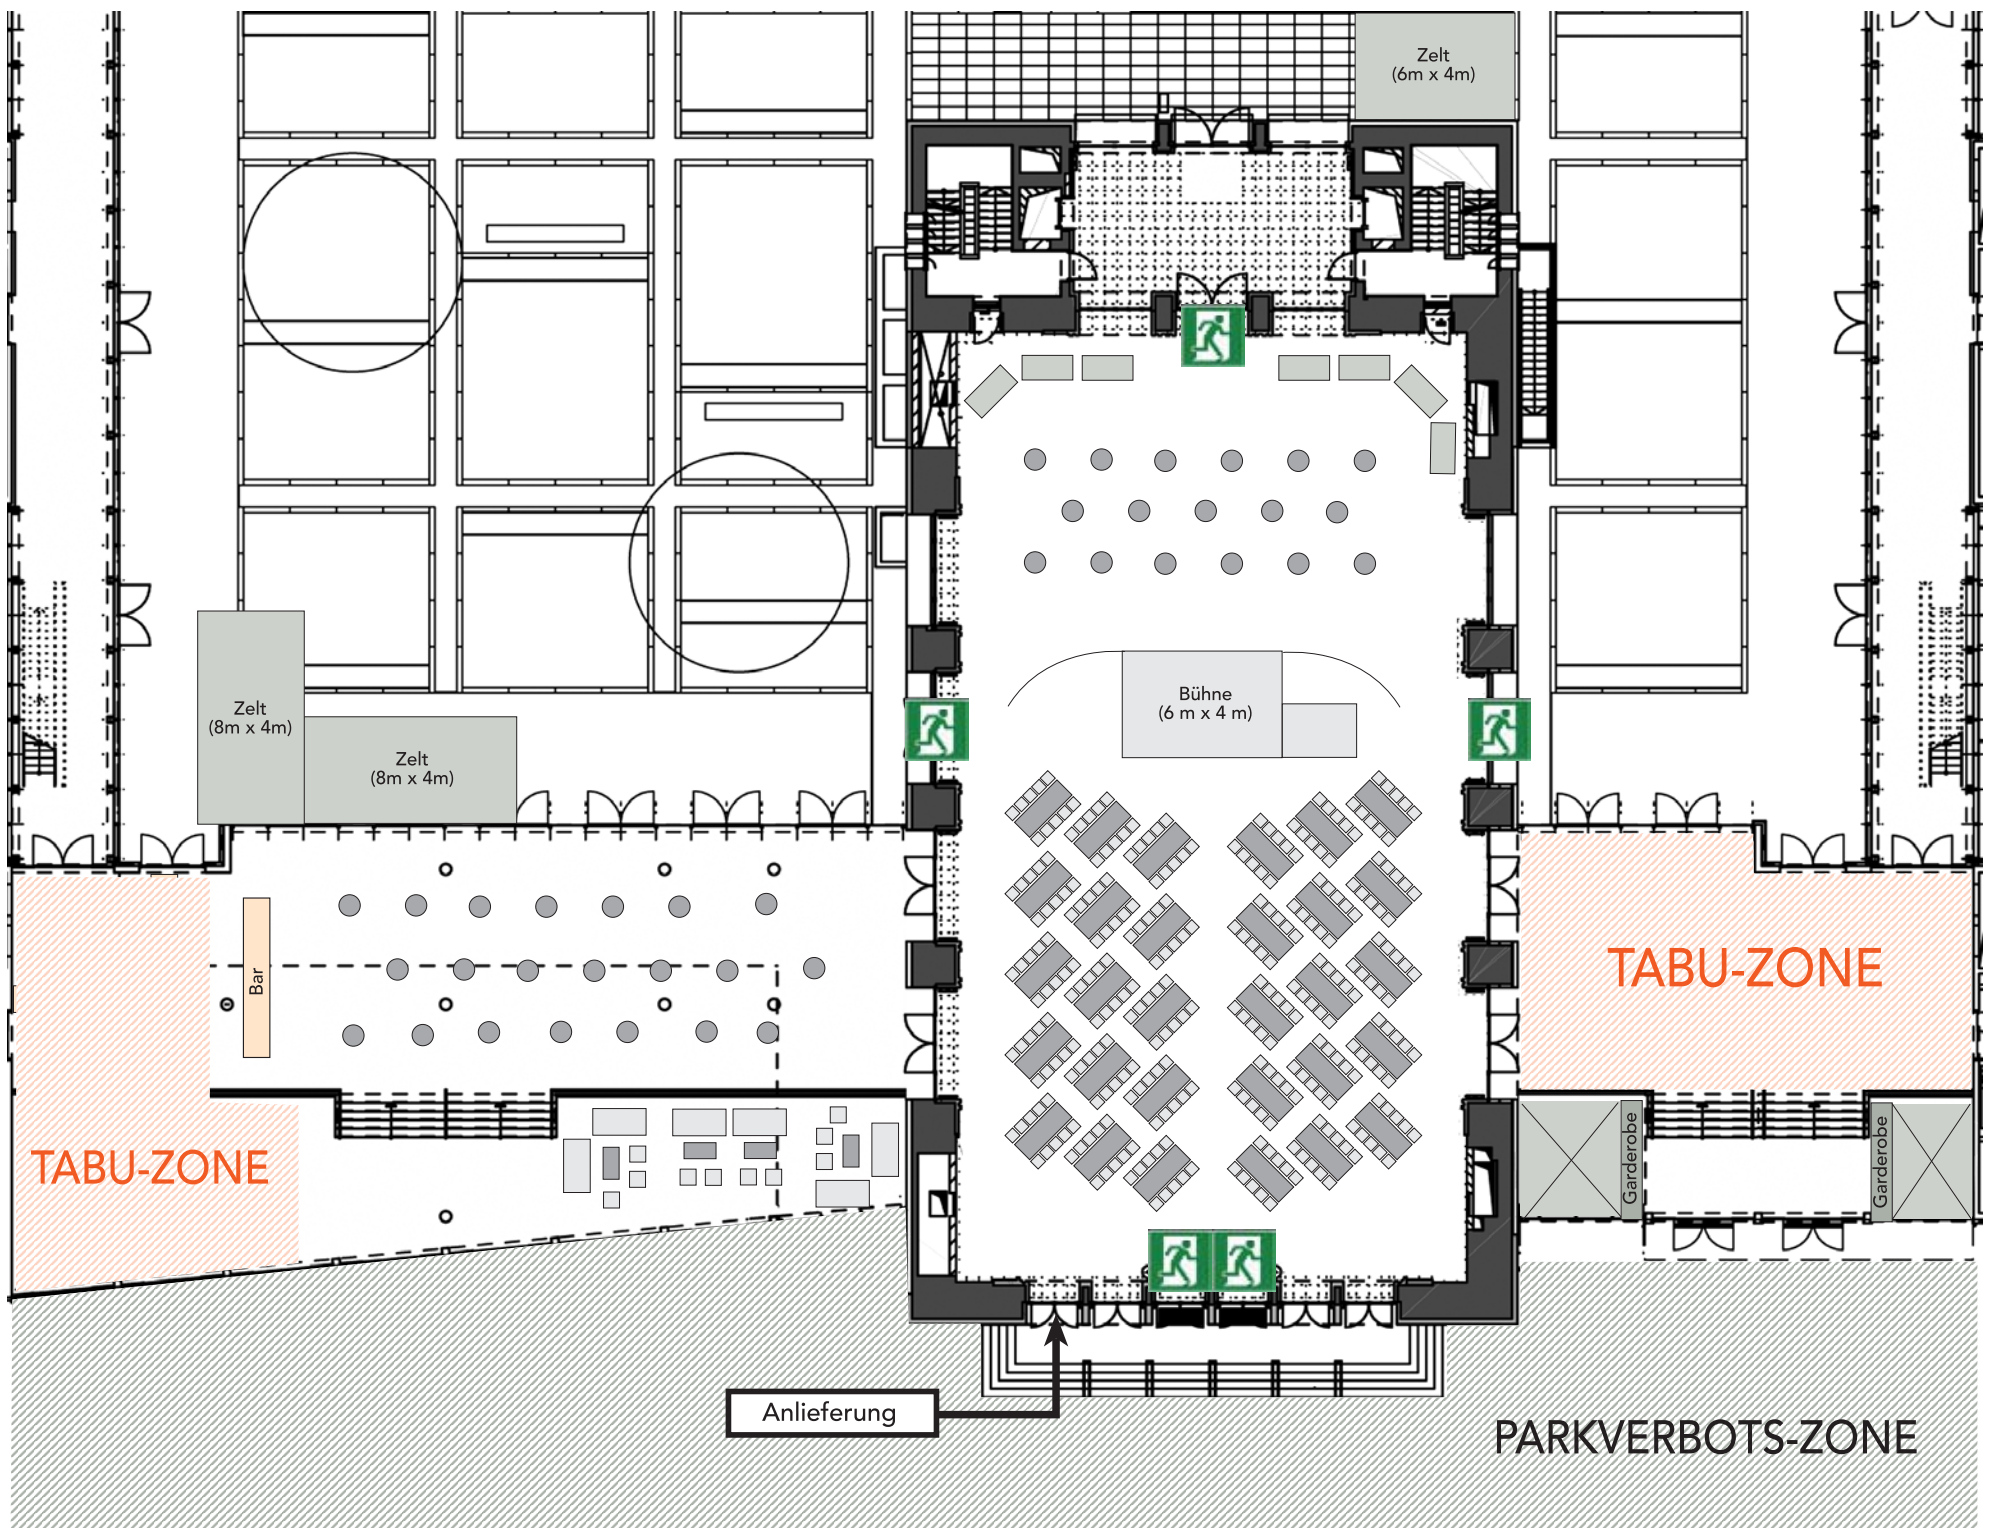 Zelt
(6m x 4m)
Zelt
(8m x 4m)
Zelt
(8m x 4m)
Bühne
(6 m x 4 m)
Bar
TABU-ZONE
TABU-ZONE
Garderobe
Garderobe
Anlieferung
PARKVERBOTS-ZONE